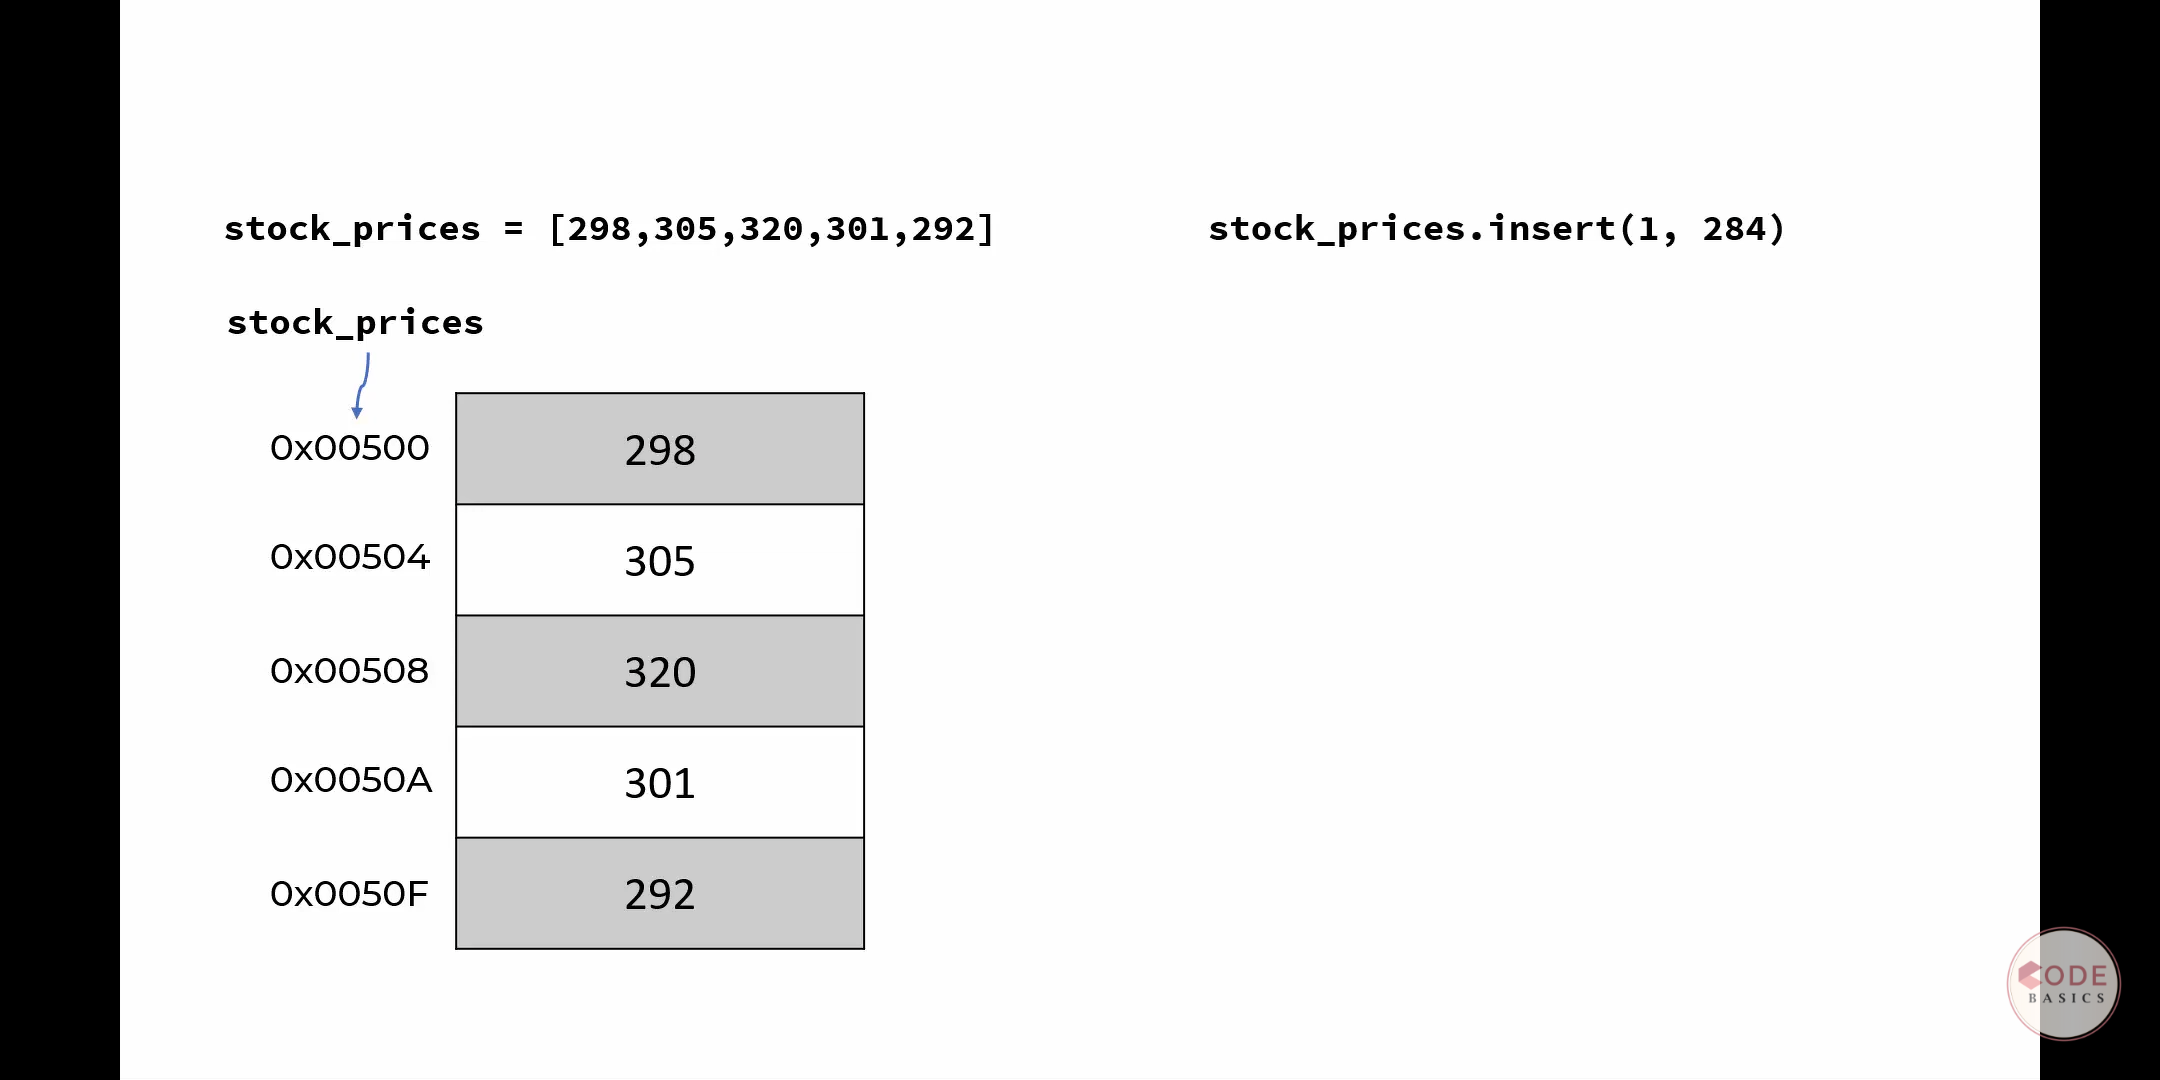 stock_prices = [298,305,320,301,292]
stock_prices.insert(1, 284)
stock_prices
0x00500 298
0x00504 305
0x00508 320
0x0050A 301
0x0050F 292
CODE
BASICS